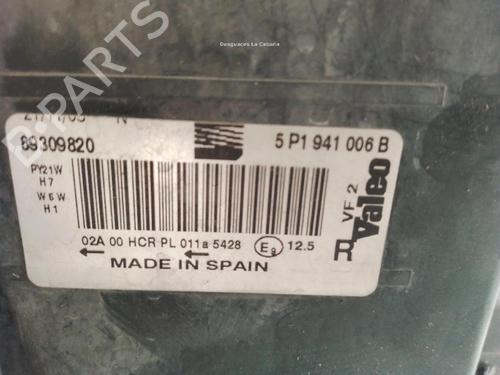 Desguaces La Cabaña
N
89309820
5 P1 941 006 B
PY21W
H7
W5W
H1
VF 2
Valeo
02A 00 HCR PL 011a 5428 E9 12.5
MADE IN SPAIN